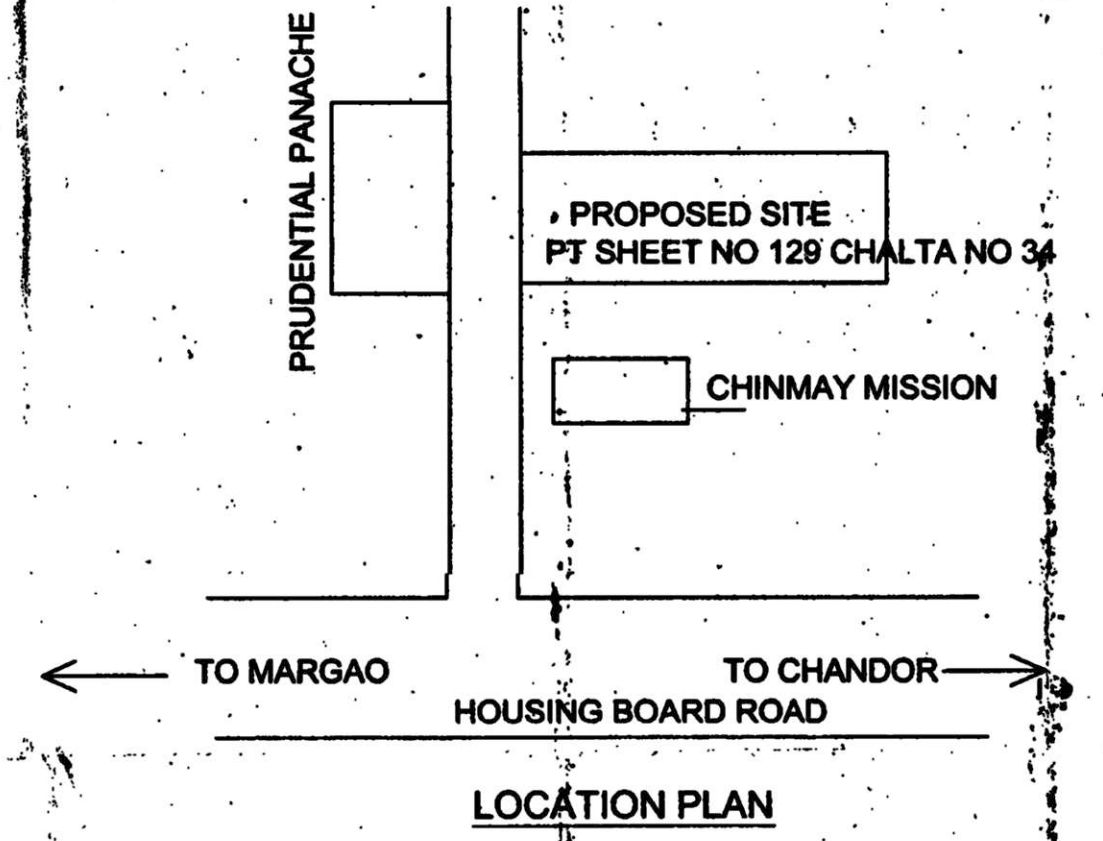 PRUDENTIAL PANACHE
PROPOSED SITE
PT SHEET NO 129 CHALTA NO 34
CHINMAY MISSION
TO MARGAO
TO CHANDOR
HOUSING BOARD ROAD
LOCATION PLAN